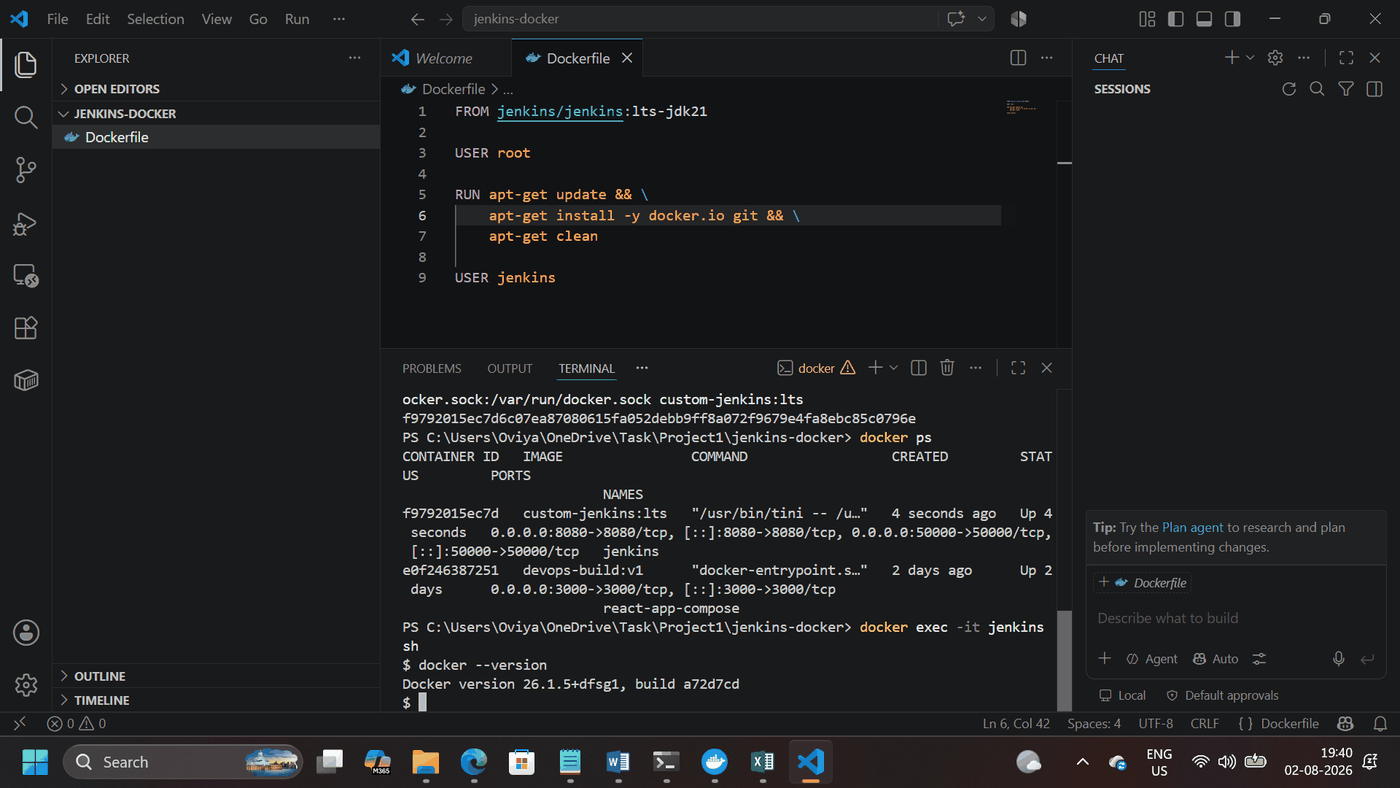 File Edit Selection View Go Run ···
jenkins-docker
EXPLORER
OPEN EDITORS
JENKINS-DOCKER
Dockerfile
OUTLINE
TIMELINE
Welcome
Dockerfile
Dockerfile > ...
1 FROM jenkins/jenkins:lts-jdk21
2
3 USER root
4
5 RUN apt-get update && \
6 apt-get install -y docker.io git && \
7 apt-get clean
8
9 USER jenkins
PROBLEMS OUTPUT TERMINAL ···
docker
ocker.sock:/var/run/docker.sock custom-jenkins:lts
f9792015ec7d6c07ea87080615fa052debb9ff8a072f9679e4fa8ebc85c0796e
PS C:\Users\Oviya\OneDrive\Task\Project1\jenkins-docker> docker ps
CONTAINER ID IMAGE COMMAND CREATED STAT
US PORTS
NAMES
f9792015ec7d custom-jenkins:lts "/usr/bin/tini -- /u…" 4 seconds ago Up 4
seconds 0.0.0.0:8080->8080/tcp, [::]:8080->8080/tcp, 0.0.0.0:50000->50000/tcp,
[::]:50000->50000/tcp jenkins
e0f246387251 devops-build:v1 "docker-entrypoint.s…" 2 days ago Up 2
days 0.0.0.0:3000->3000/tcp, [::]:3000->3000/tcp
react-app-compose
PS C:\Users\Oviya\OneDrive\Task\Project1\jenkins-docker> docker exec -it jenkins
sh
$ docker --version
Docker version 26.1.5+dfsg1, build a72d7cd
$
CHAT
SESSIONS
Tip: Try the Plan agent to research and plan
before implementing changes.
Dockerfile
Describe what to build
Agent Auto
Local Default approvals
0 0
Ln 6, Col 42 Spaces: 4 UTF-8 CRLF { } Dockerfile
Search
M365
ENG
US
19:40
02-08-2026